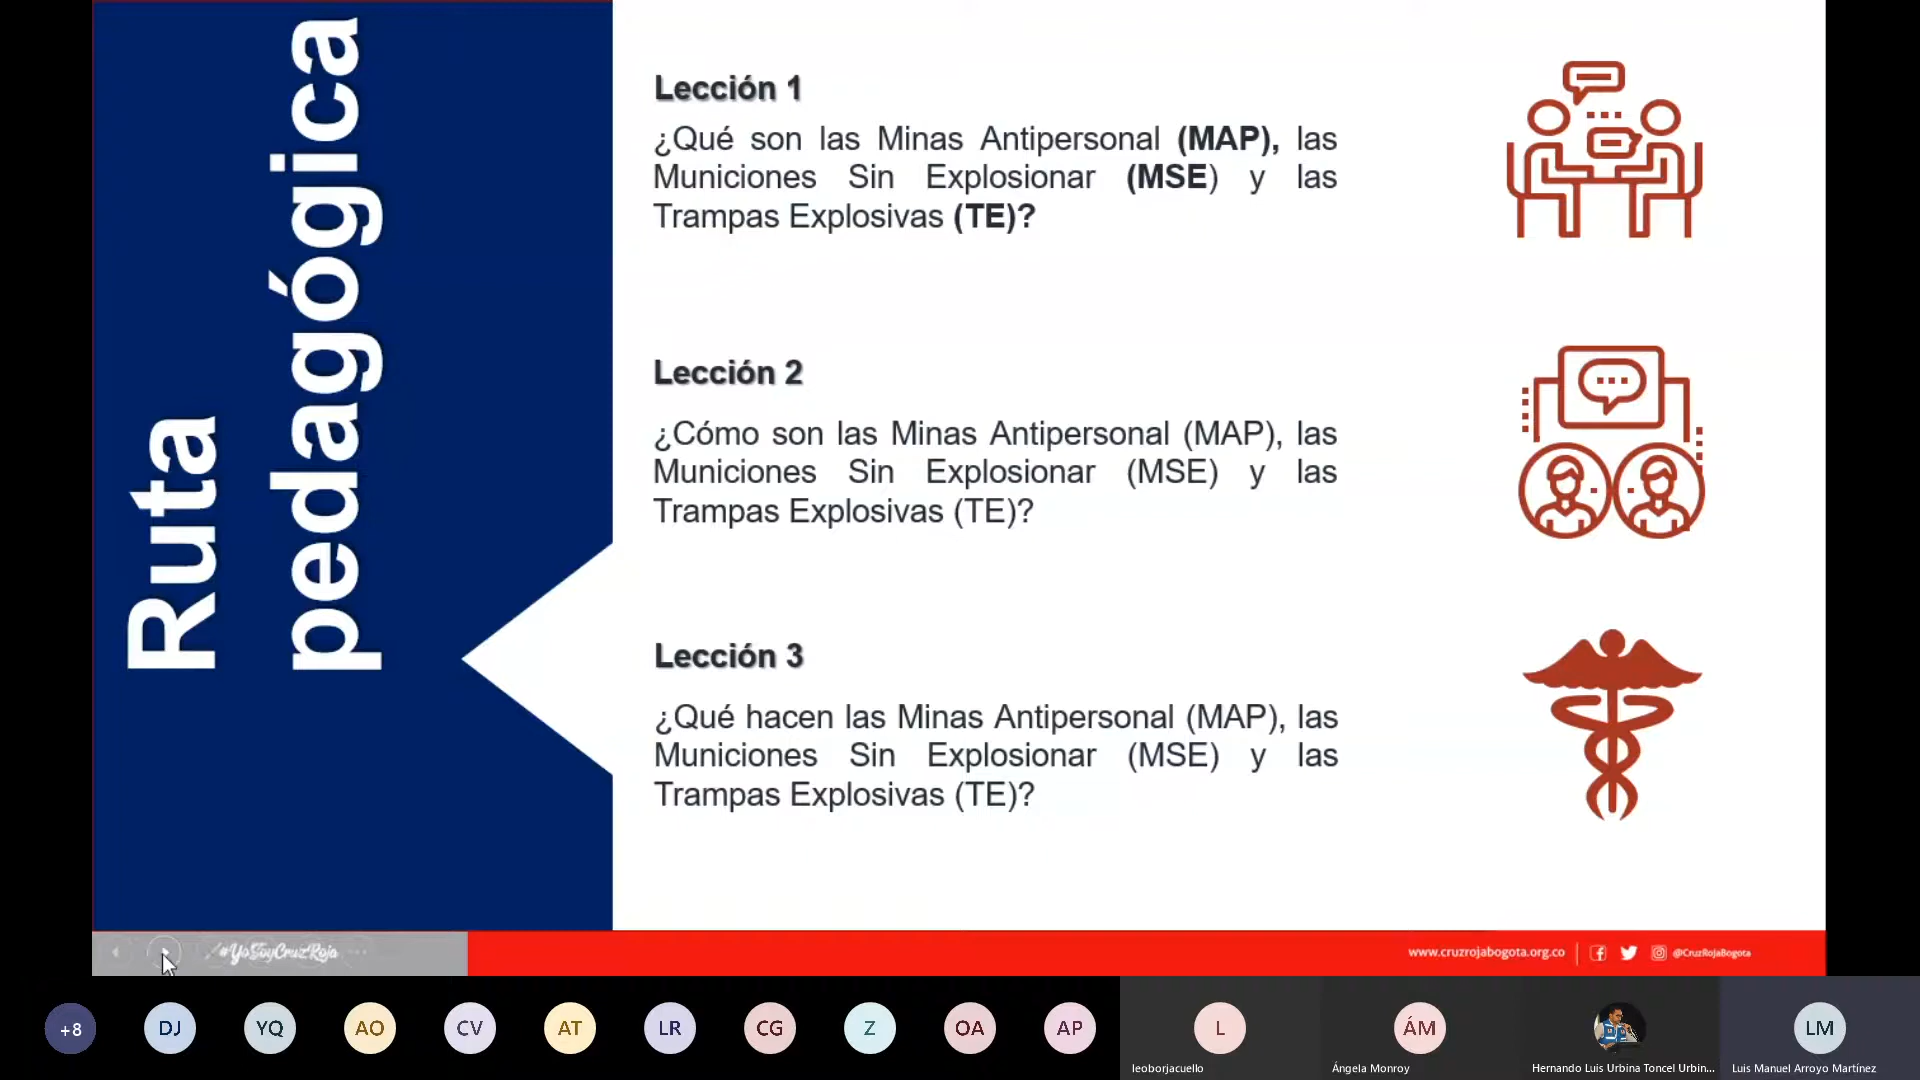 Ruta
pedagógica
Lección 1
¿Qué son las Minas Antipersonal (MAP), las
Municiones Sin Explosionar (MSE) y las
Trampas Explosivas (TE)?
Lección 2
¿Cómo son las Minas Antipersonal (MAP), las
Municiones Sin Explosionar (MSE) y las
Trampas Explosivas (TE)?
Lección 3
¿Qué hacen las Minas Antipersonal (MAP), las
Municiones Sin Explosionar (MSE) y las
Trampas Explosivas (TE)?
#YoSoyCruzRoja
www.cruzrojabogota.org.co
@CruzRojaBogota
+8 DJ YQ AO CV AT LR CG Z OA AP L ÁM LM
leoborjacuello Ángela Monroy Hernando Luis Urbina Toncel Urbin... Luis Manuel Arroyo Martínez